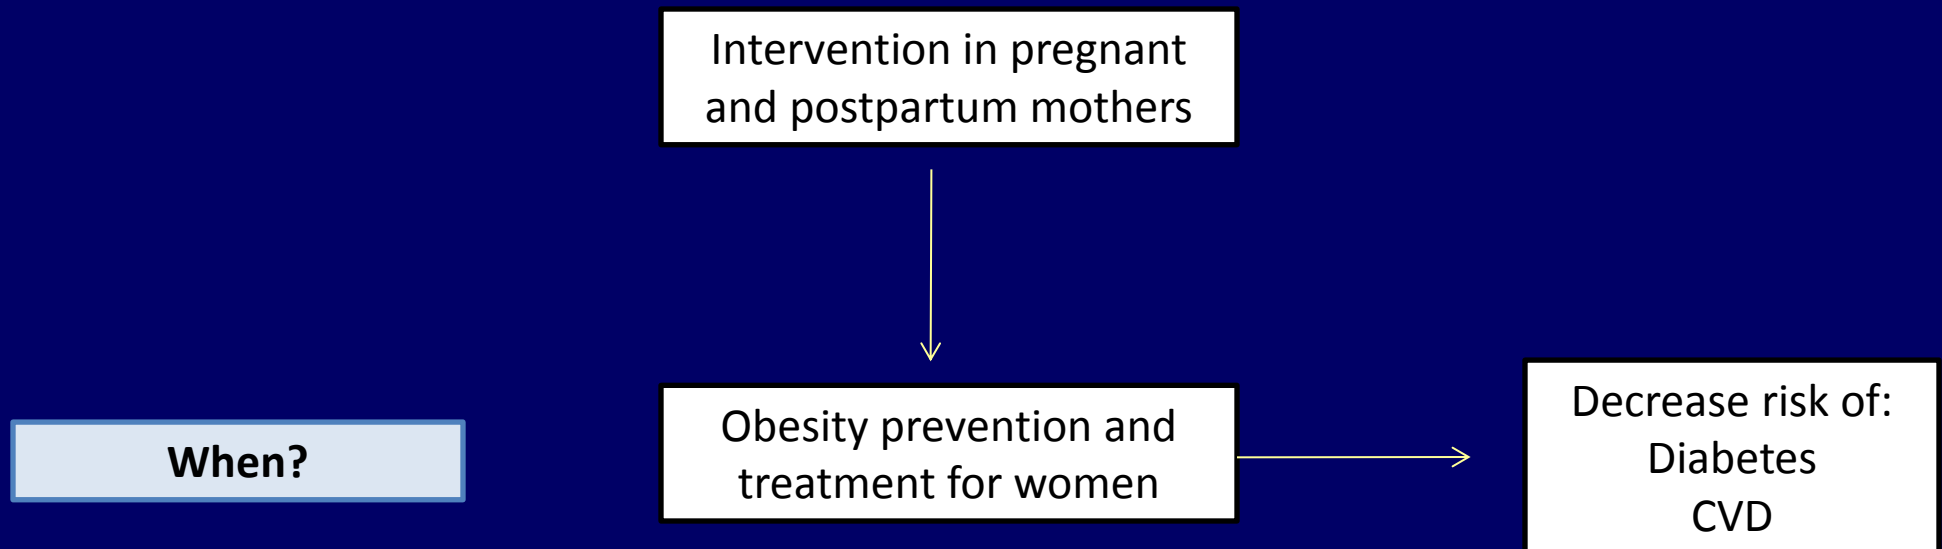 Intervention in pregnant
and postpartum mothers
When?
Obesity prevention and
treatment for women
Decrease risk of:
Diabetes
CVD